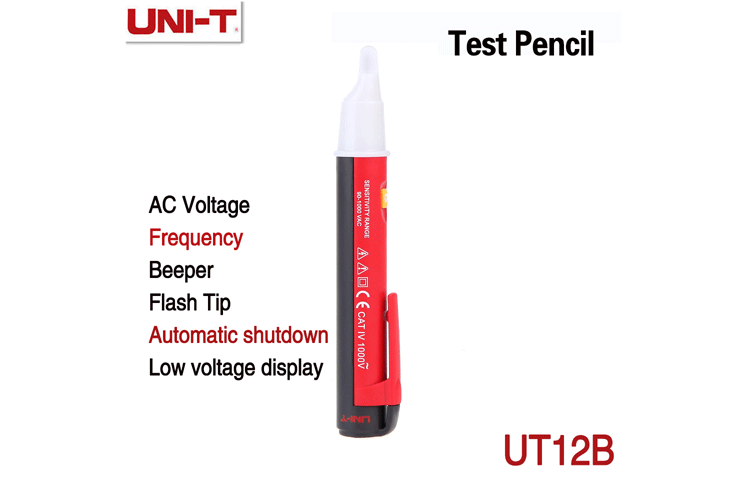 UNI-T
Test Pencil
SENSITIVITY RANGE
90-1000 VAC
CE CAT IV 1000V~
UNI-T
AC Voltage
Frequency
Beeper
Flash Tip
Automatic shutdown
Low voltage display
UT12B